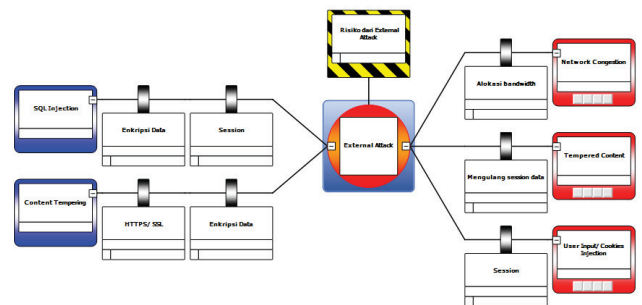 Risiko dari External
Attack
SQL Injection
Enkripsi Data
Session
Content Tempering
HTTPS/ SSL
Enkripsi Data
External Attack
Alokasi bandwidth
Network Congestion
Mengulang session data
Tempered Content
Session
User Input/ Cookies
Injection